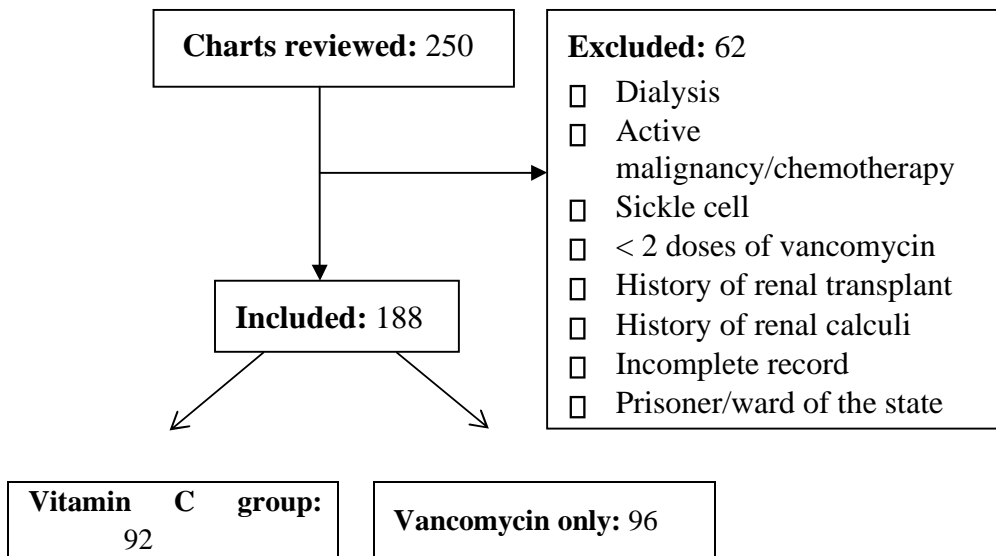 Charts reviewed: 250
Excluded: 62
Dialysis
Active
malignancy/chemotherapy
Sickle cell
< 2 doses of vancomycin
History of renal transplant
History of renal calculi
Incomplete record
Prisoner/ward of the state
Included: 188
Vitamin C group:
92
Vancomycin only: 96